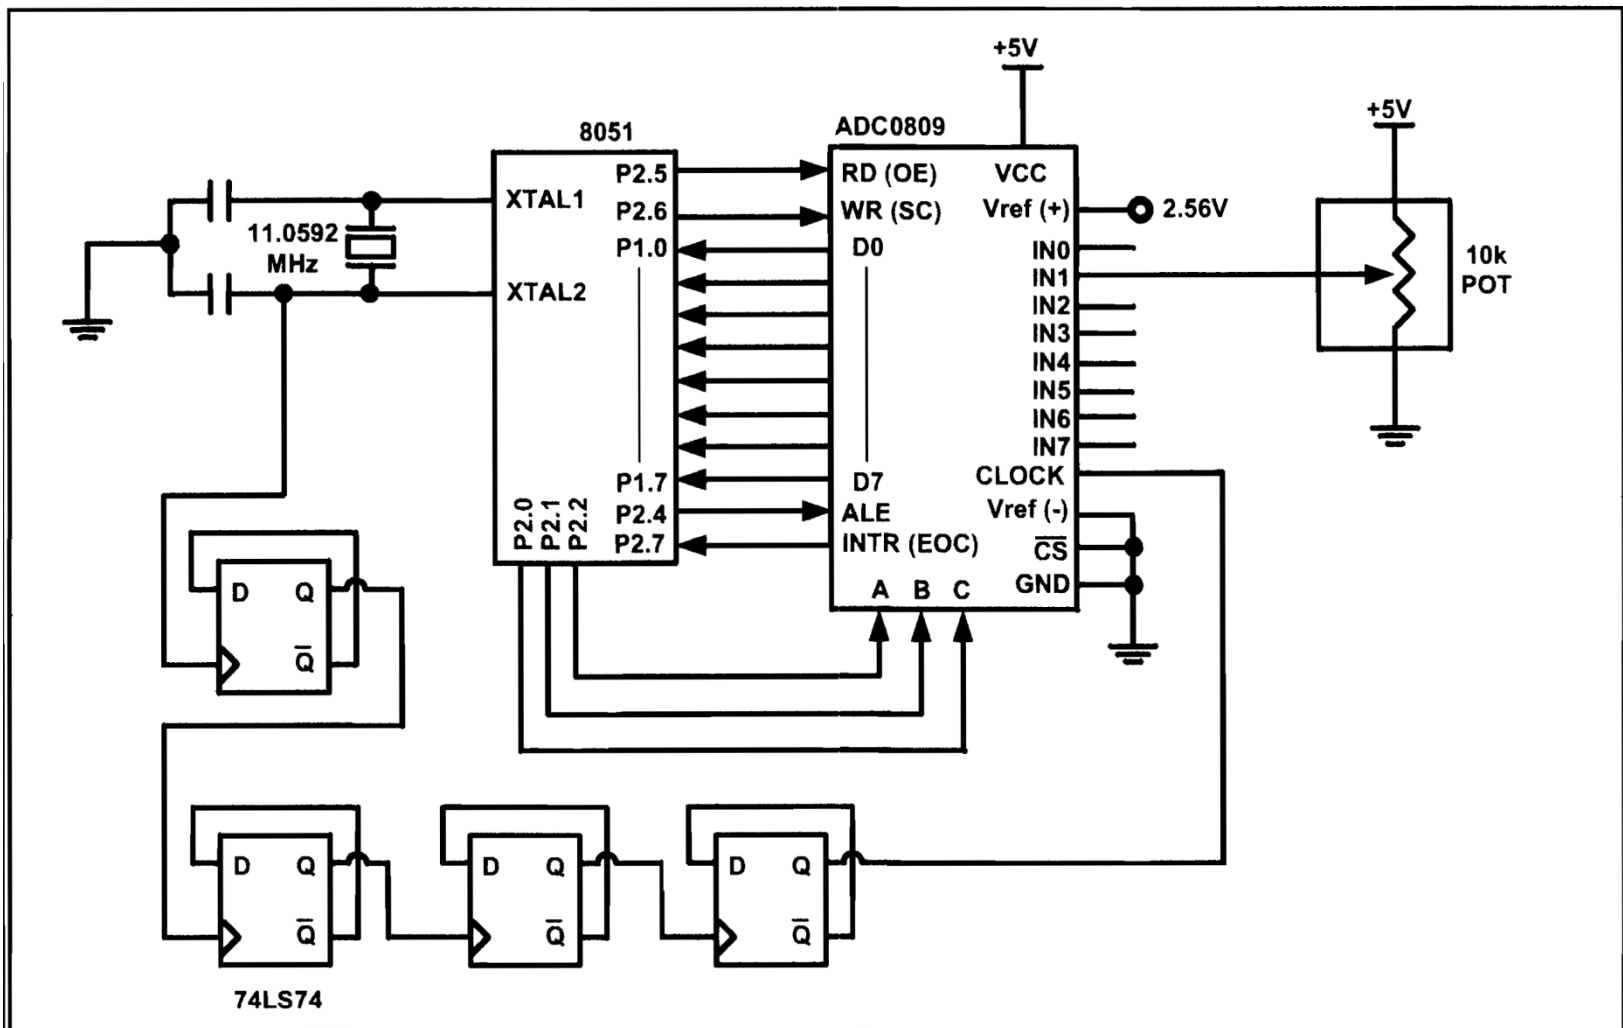 +5V
+5V
8051
ADC0809
P2.5
RD (OE)
VCC
XTAL1
P2.6
WR (SC)
Vref (+)
2.56V
11.0592
MHz
P1.0
D0
IN0
IN1
10k
POT
XTAL2
IN2
IN3
IN4
IN5
IN6
IN7
P1.7
D7
CLOCK
P2.0
P2.1
P2.2
P2.4
ALE
Vref (-)
P2.7
INTR (EOC)
C̅S̅
GND
A B C
D Q
Q̅
D Q
Q̅
D Q
Q̅
D Q
Q̅
74LS74